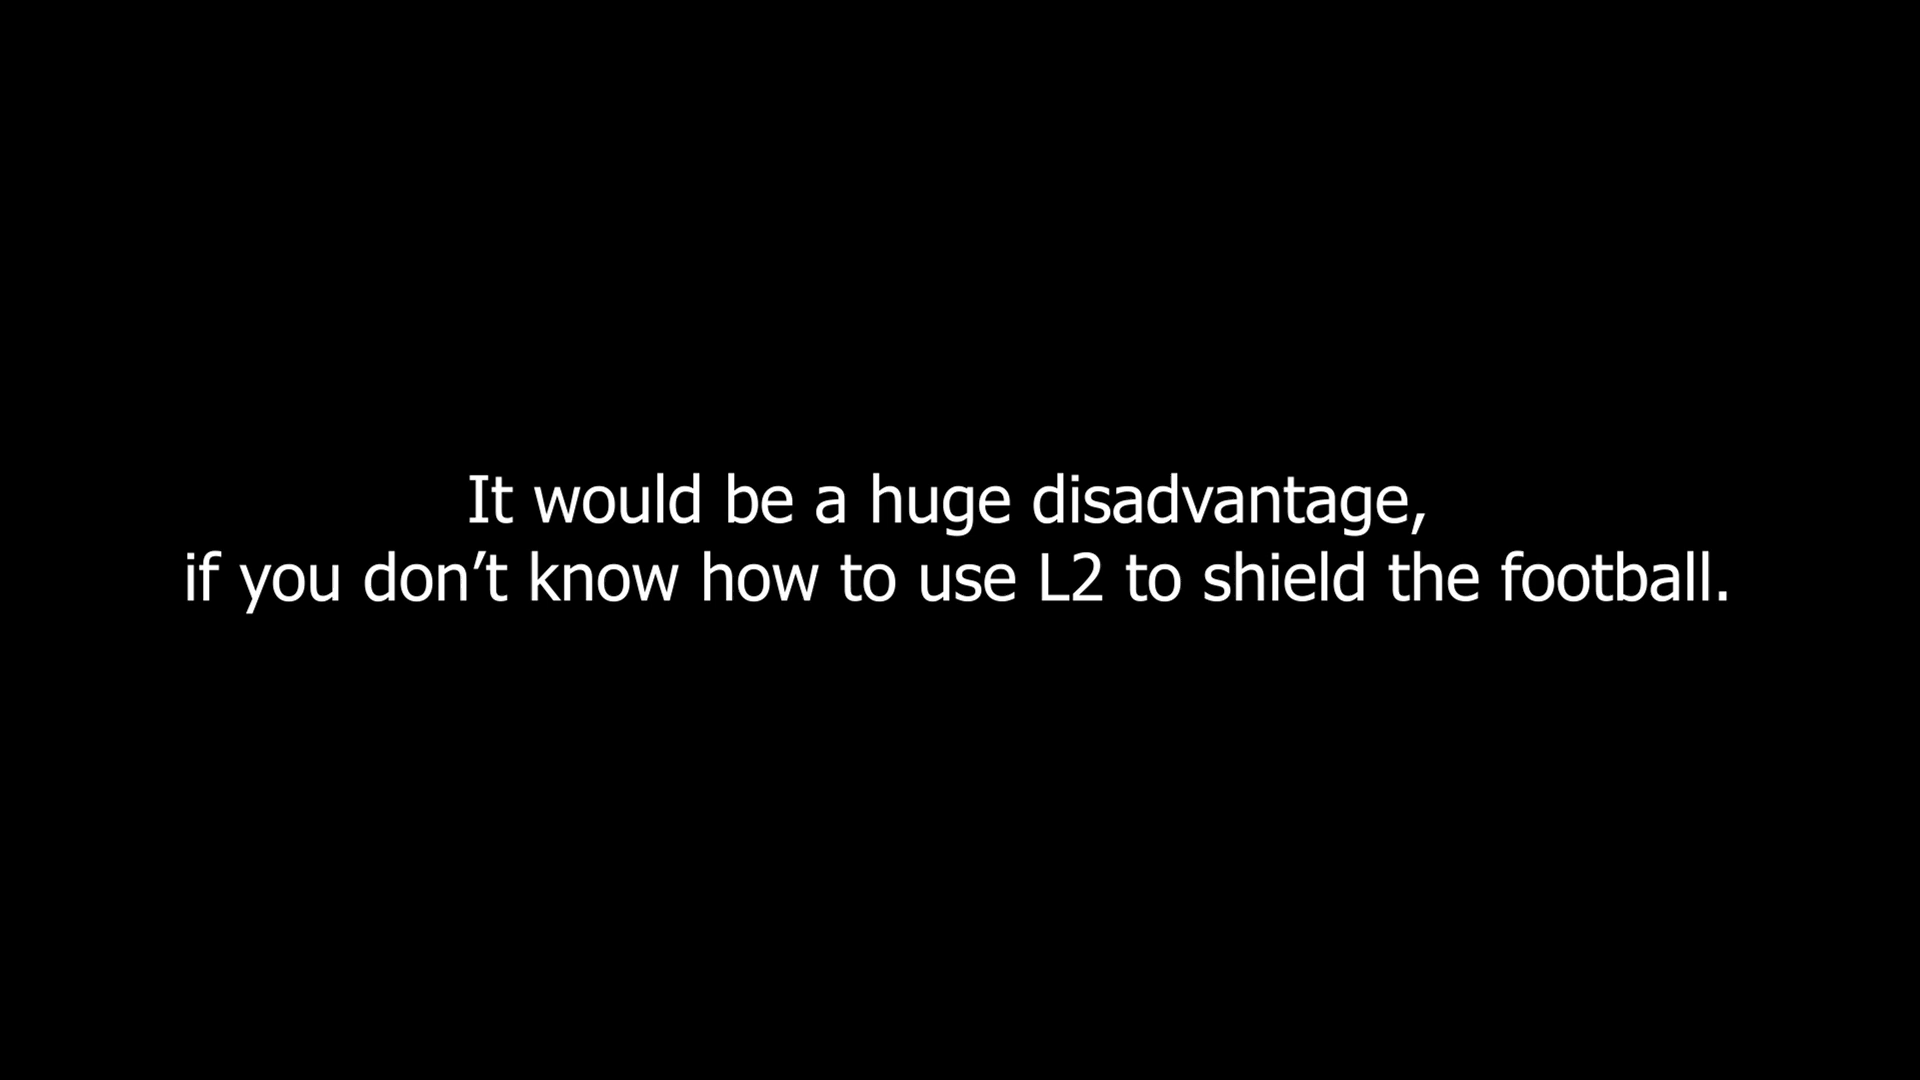 It would be a huge disadvantage,
if you don’t know how to use L2 to shield the football.